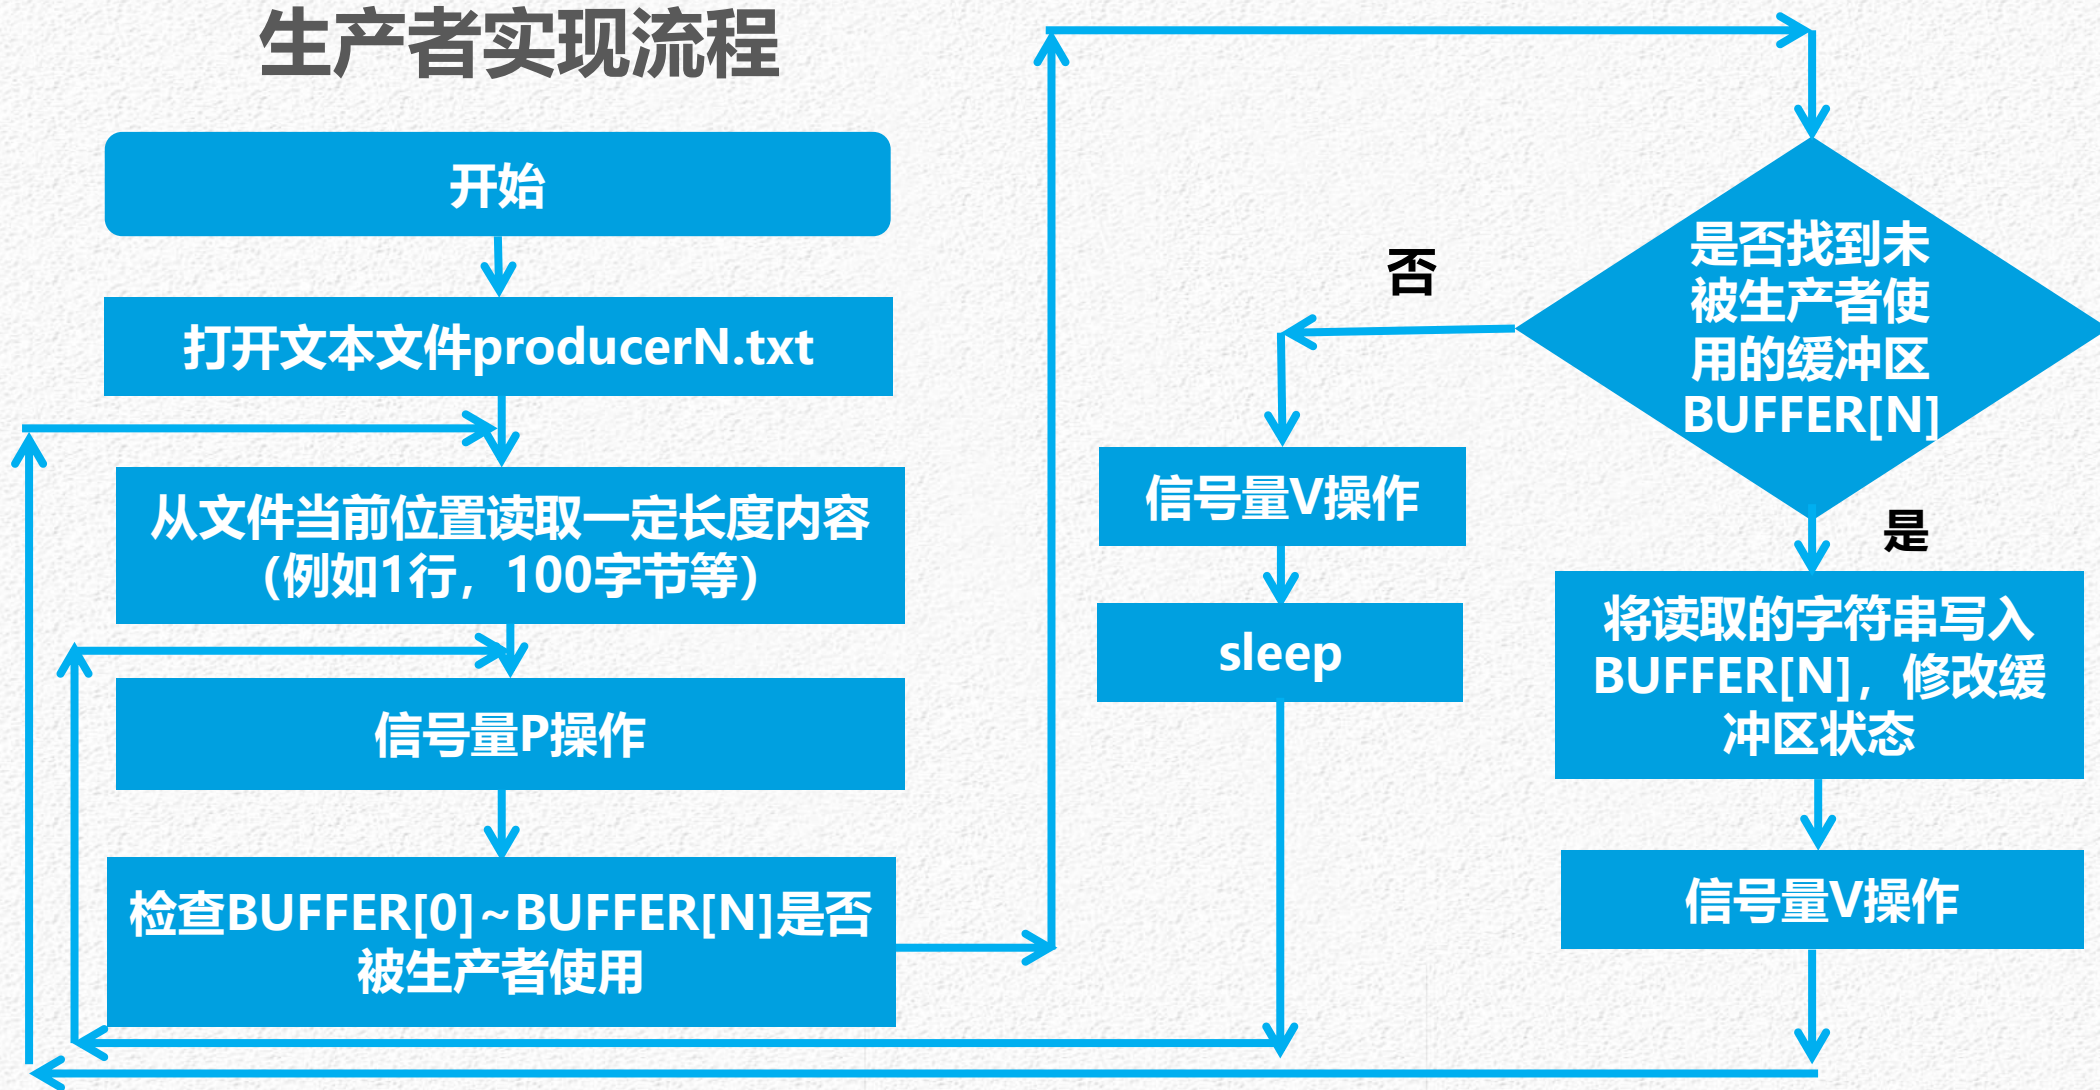 生产者实现流程
开始
打开文本文件producerN.txt
从文件当前位置读取一定长度内容
（例如1行，100字节等）
信号量P操作
检查BUFFER[0]~BUFFER[N]是否
被生产者使用
是否找到未
被生产者使
用的缓冲区
BUFFER[N]
否
信号量V操作
sleep
是
将读取的字符串写入
BUFFER[N]，修改缓
冲区状态
信号量V操作